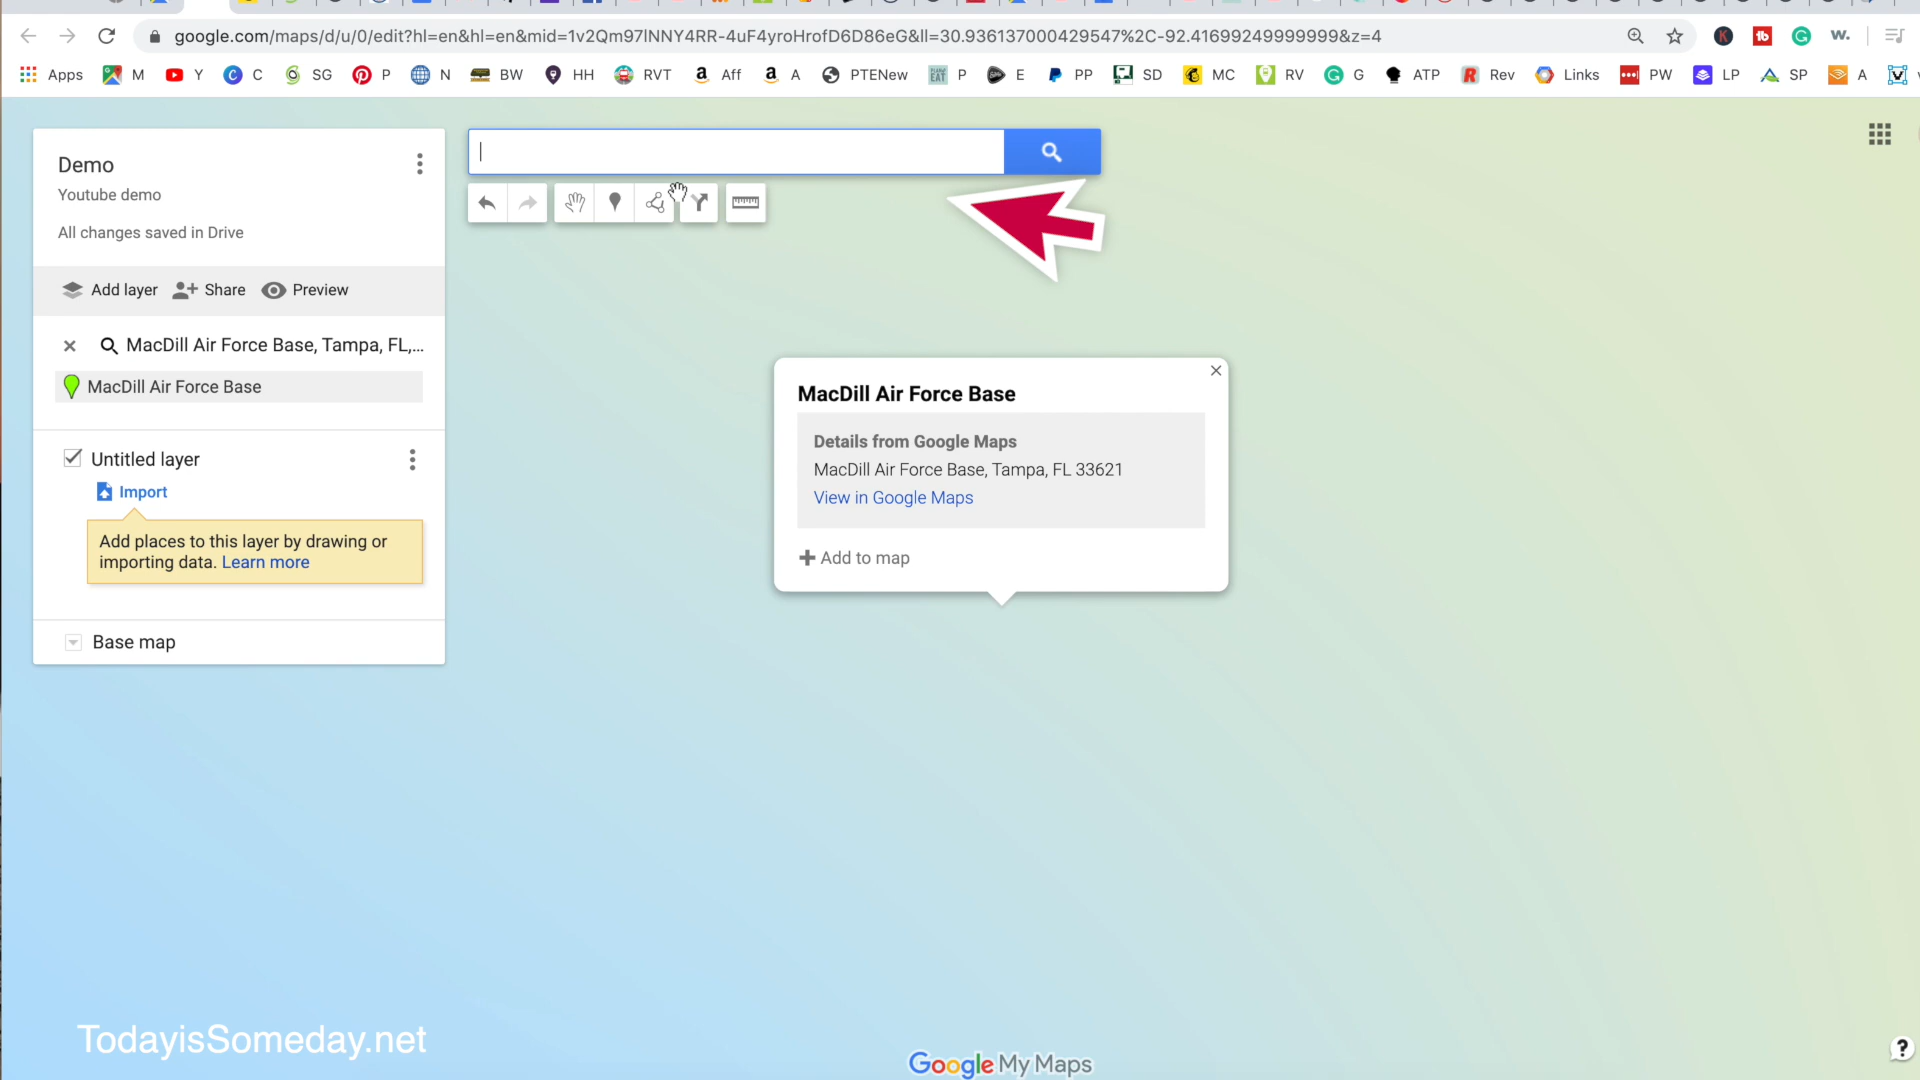 google.com/maps/d/u/0/edit?hl=en&hl=en&mid=1v2Qm97lNNY4RR-4uF4yroHrofD6D86eG&ll=30.936137000429547%2C-92.41699249999999&z=4
Apps M Y C SG P N BW HH RVT Aff A PTENew P E PP SD MC RV G ATP Rev Links PW LP SP A
Demo
Youtube demo
All changes saved in Drive
Add layer Share Preview
MacDill Air Force Base, Tampa, FL,...
MacDill Air Force Base
Untitled layer
Import
Add places to this layer by drawing or
importing data. Learn more
Base map
MacDill Air Force Base
Details from Google Maps
MacDill Air Force Base, Tampa, FL 33621
View in Google Maps
Add to map
TodayisSomeday.net
Google My Maps